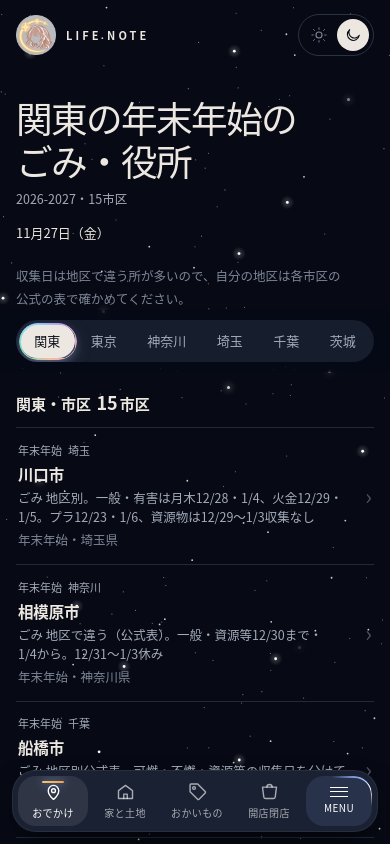 LIFE.NOTE
関東の年末年始の
ごみ・役所
2026-2027・15市区
11月27日（金）
収集日は地区で違う所が多いので、自分の地区は各市区の
公式の表で確かめてください。
関東 東京 神奈川 埼玉 千葉 茨城
関東・市区 15市区
年末年始 埼玉
川口市
ごみ 地区別。一般・有害は月木12/28・1/4、火金12/29・
1/5。プラ12/23・1/6、資源物は12/29〜1/3収集なし
年末年始・埼玉県
年末年始 神奈川
相模原市
ごみ 地区で違う（公式表）。一般・資源等12/30まで・
1/4から。12/31〜1/3休み
年末年始・神奈川県
年末年始 千葉
船橋市
おでかけ 家と土地 おかいもの 開店閉店 MENU